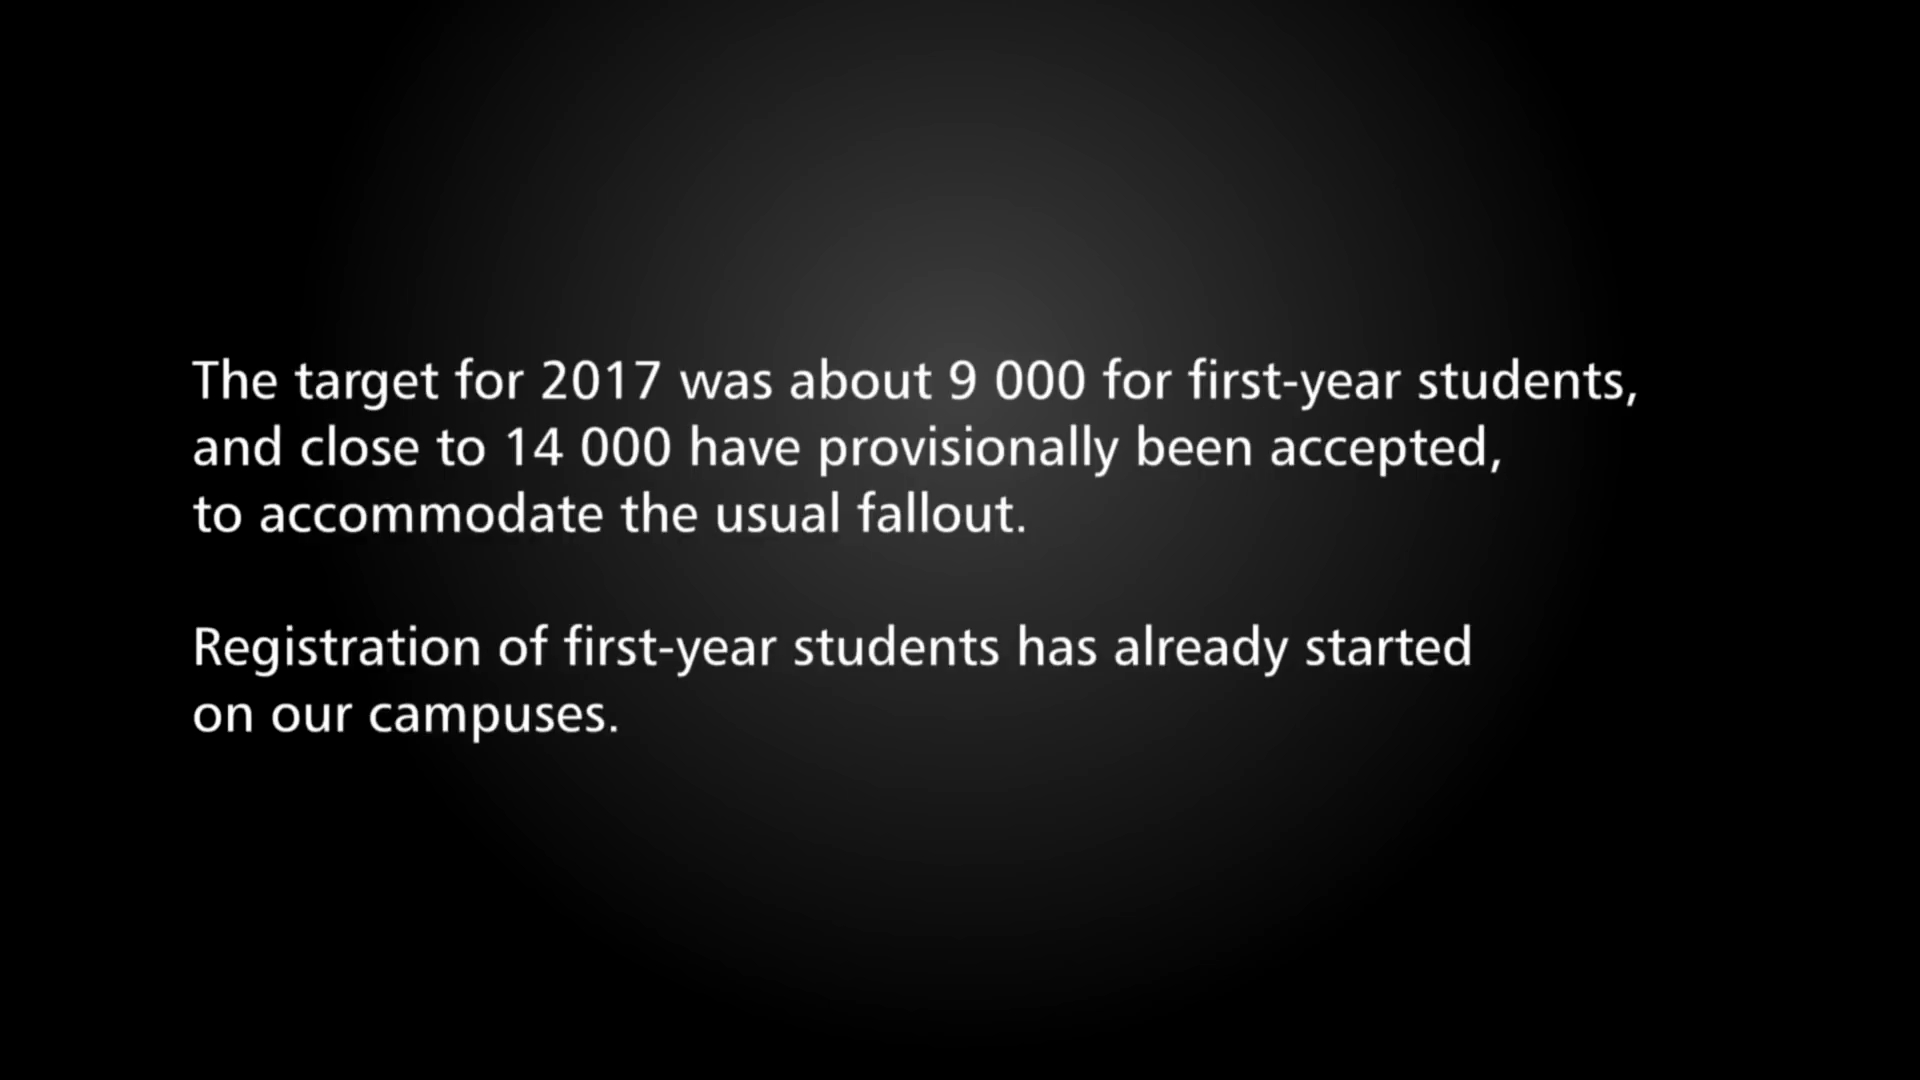 The target for 2017 was about 9 000 for first-year students,
and close to 14 000 have provisionally been accepted,
to accommodate the usual fallout.
Registration of first-year students has already started
on our campuses.